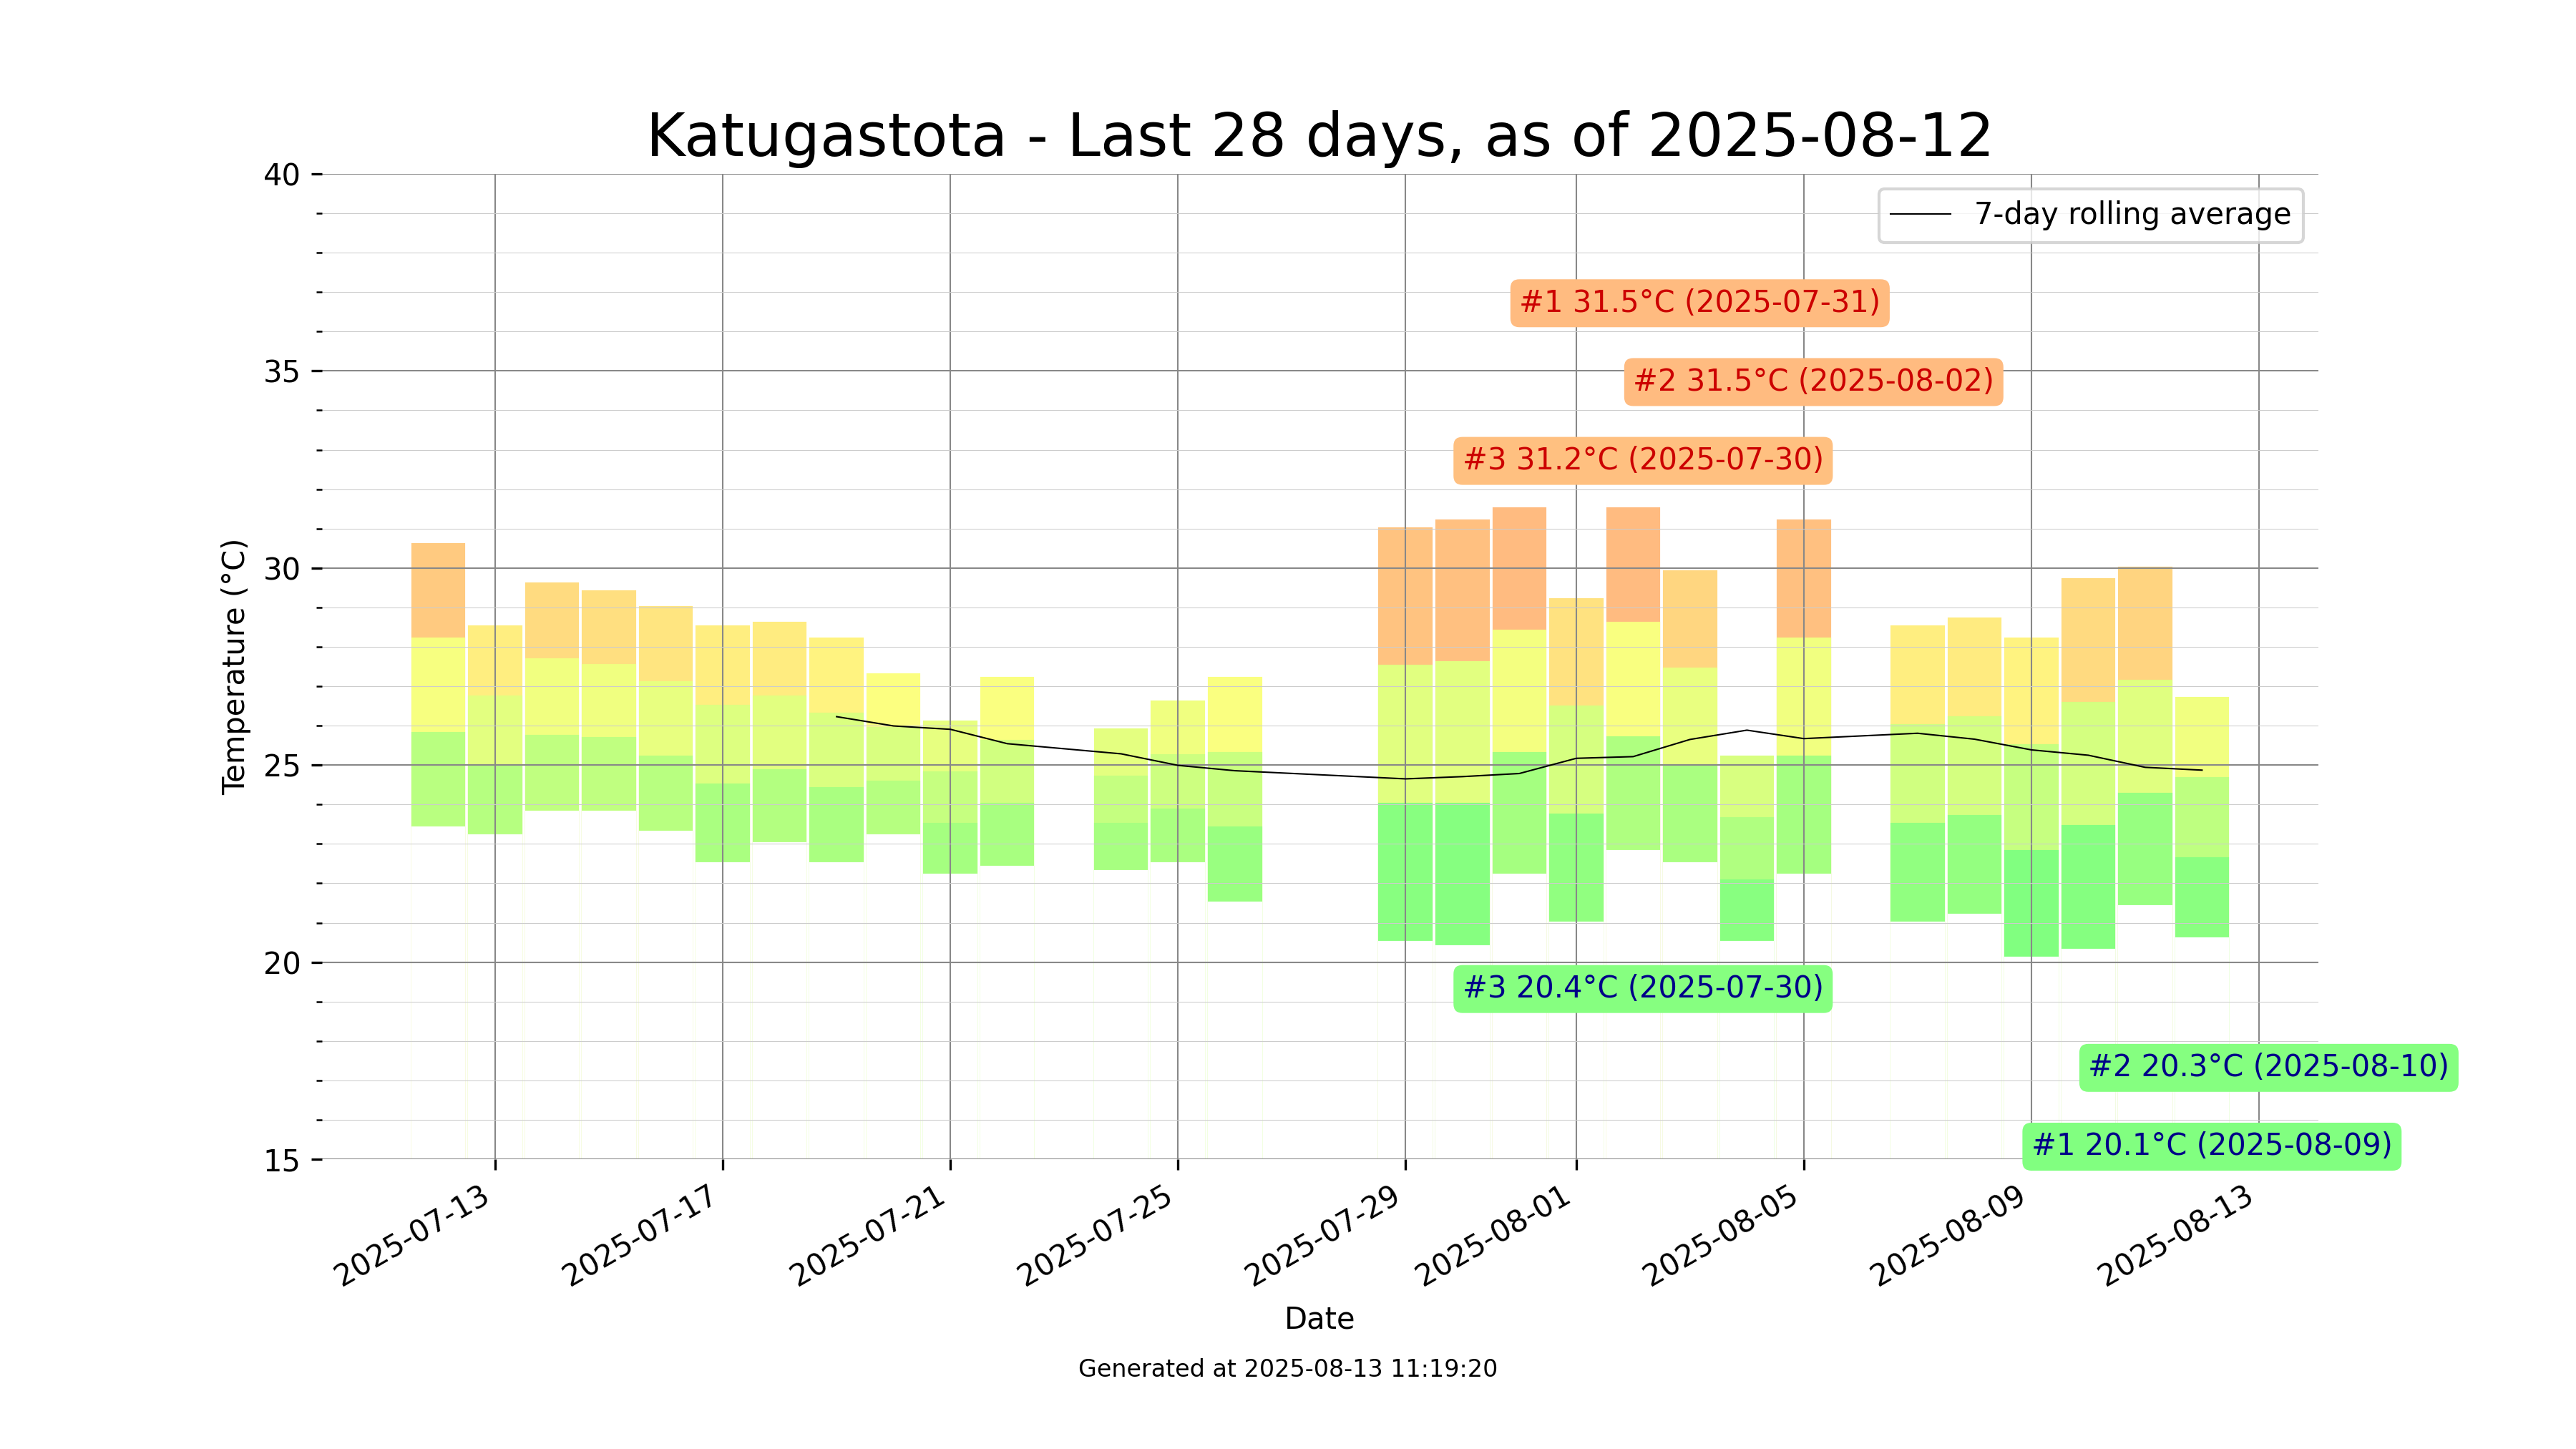 Katugastota - Last 28 days, as of 2025-08-12
7-day rolling average
#1 31.5°C (2025-07-31)
#2 31.5°C (2025-08-02)
#3 31.2°C (2025-07-30)
#3 20.4°C (2025-07-30)
#2 20.3°C (2025-08-10)
#1 20.1°C (2025-08-09)
Temperature (°C)
40
35
30
25
20
15
2025-07-13
2025-07-17
2025-07-21
2025-07-25
2025-07-29
2025-08-01
2025-08-05
2025-08-09
2025-08-13
Date
Generated at 2025-08-13 11:19:20